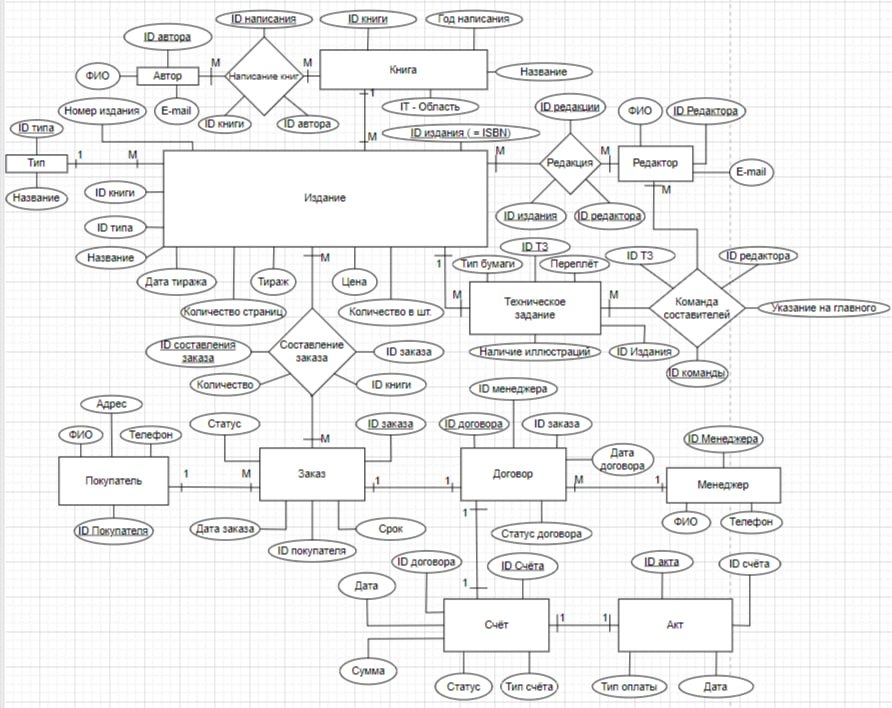 ID написания
ID книги
Год написания
ID автора
ФИО
Автор
М
Написание книг
М
Книга
Название
E-mail
ID книги
ID автора
1
IT - Область
Номер издания
ID типа
М
ID издания ( = ISBN)
ID редакции
ФИО
ID Редактора
Тип
1
М
М
Редакция
М
Редактор
E-mail
Название
ID книги
Издание
М
ID типа
ID издания
ID редактора
Название
М
1
ID ТЗ
ID ТЗ
ID редактора
Тип бумаги
Переплёт
Дата тиража
Тираж
Цена
Количество страниц
Количество в шт.
М
Техническое
задание
М
Команда
составителей
Указание на главного
ID составления
заказа
Составление
заказа
ID заказа
Наличие иллюстраций
ID Издания
ID команды
Количество
ID книги
ID менеджера
Адрес
ФИО
Телефон
Статус
М
ID заказа
ID договора
ID заказа
Дата
договора
ID Менеджера
Покупатель
1
М
Заказ
1
1
Договор
М
1
Менеджер
ID Покупателя
Дата заказа
ID покупателя
Срок
1
Статус договора
ФИО
Телефон
ID договора
ID Счёта
ID акта
ID счёта
Дата
1
Счёт
1
1
Акт
Сумма
Статус
Тип счёта
Тип оплаты
Дата